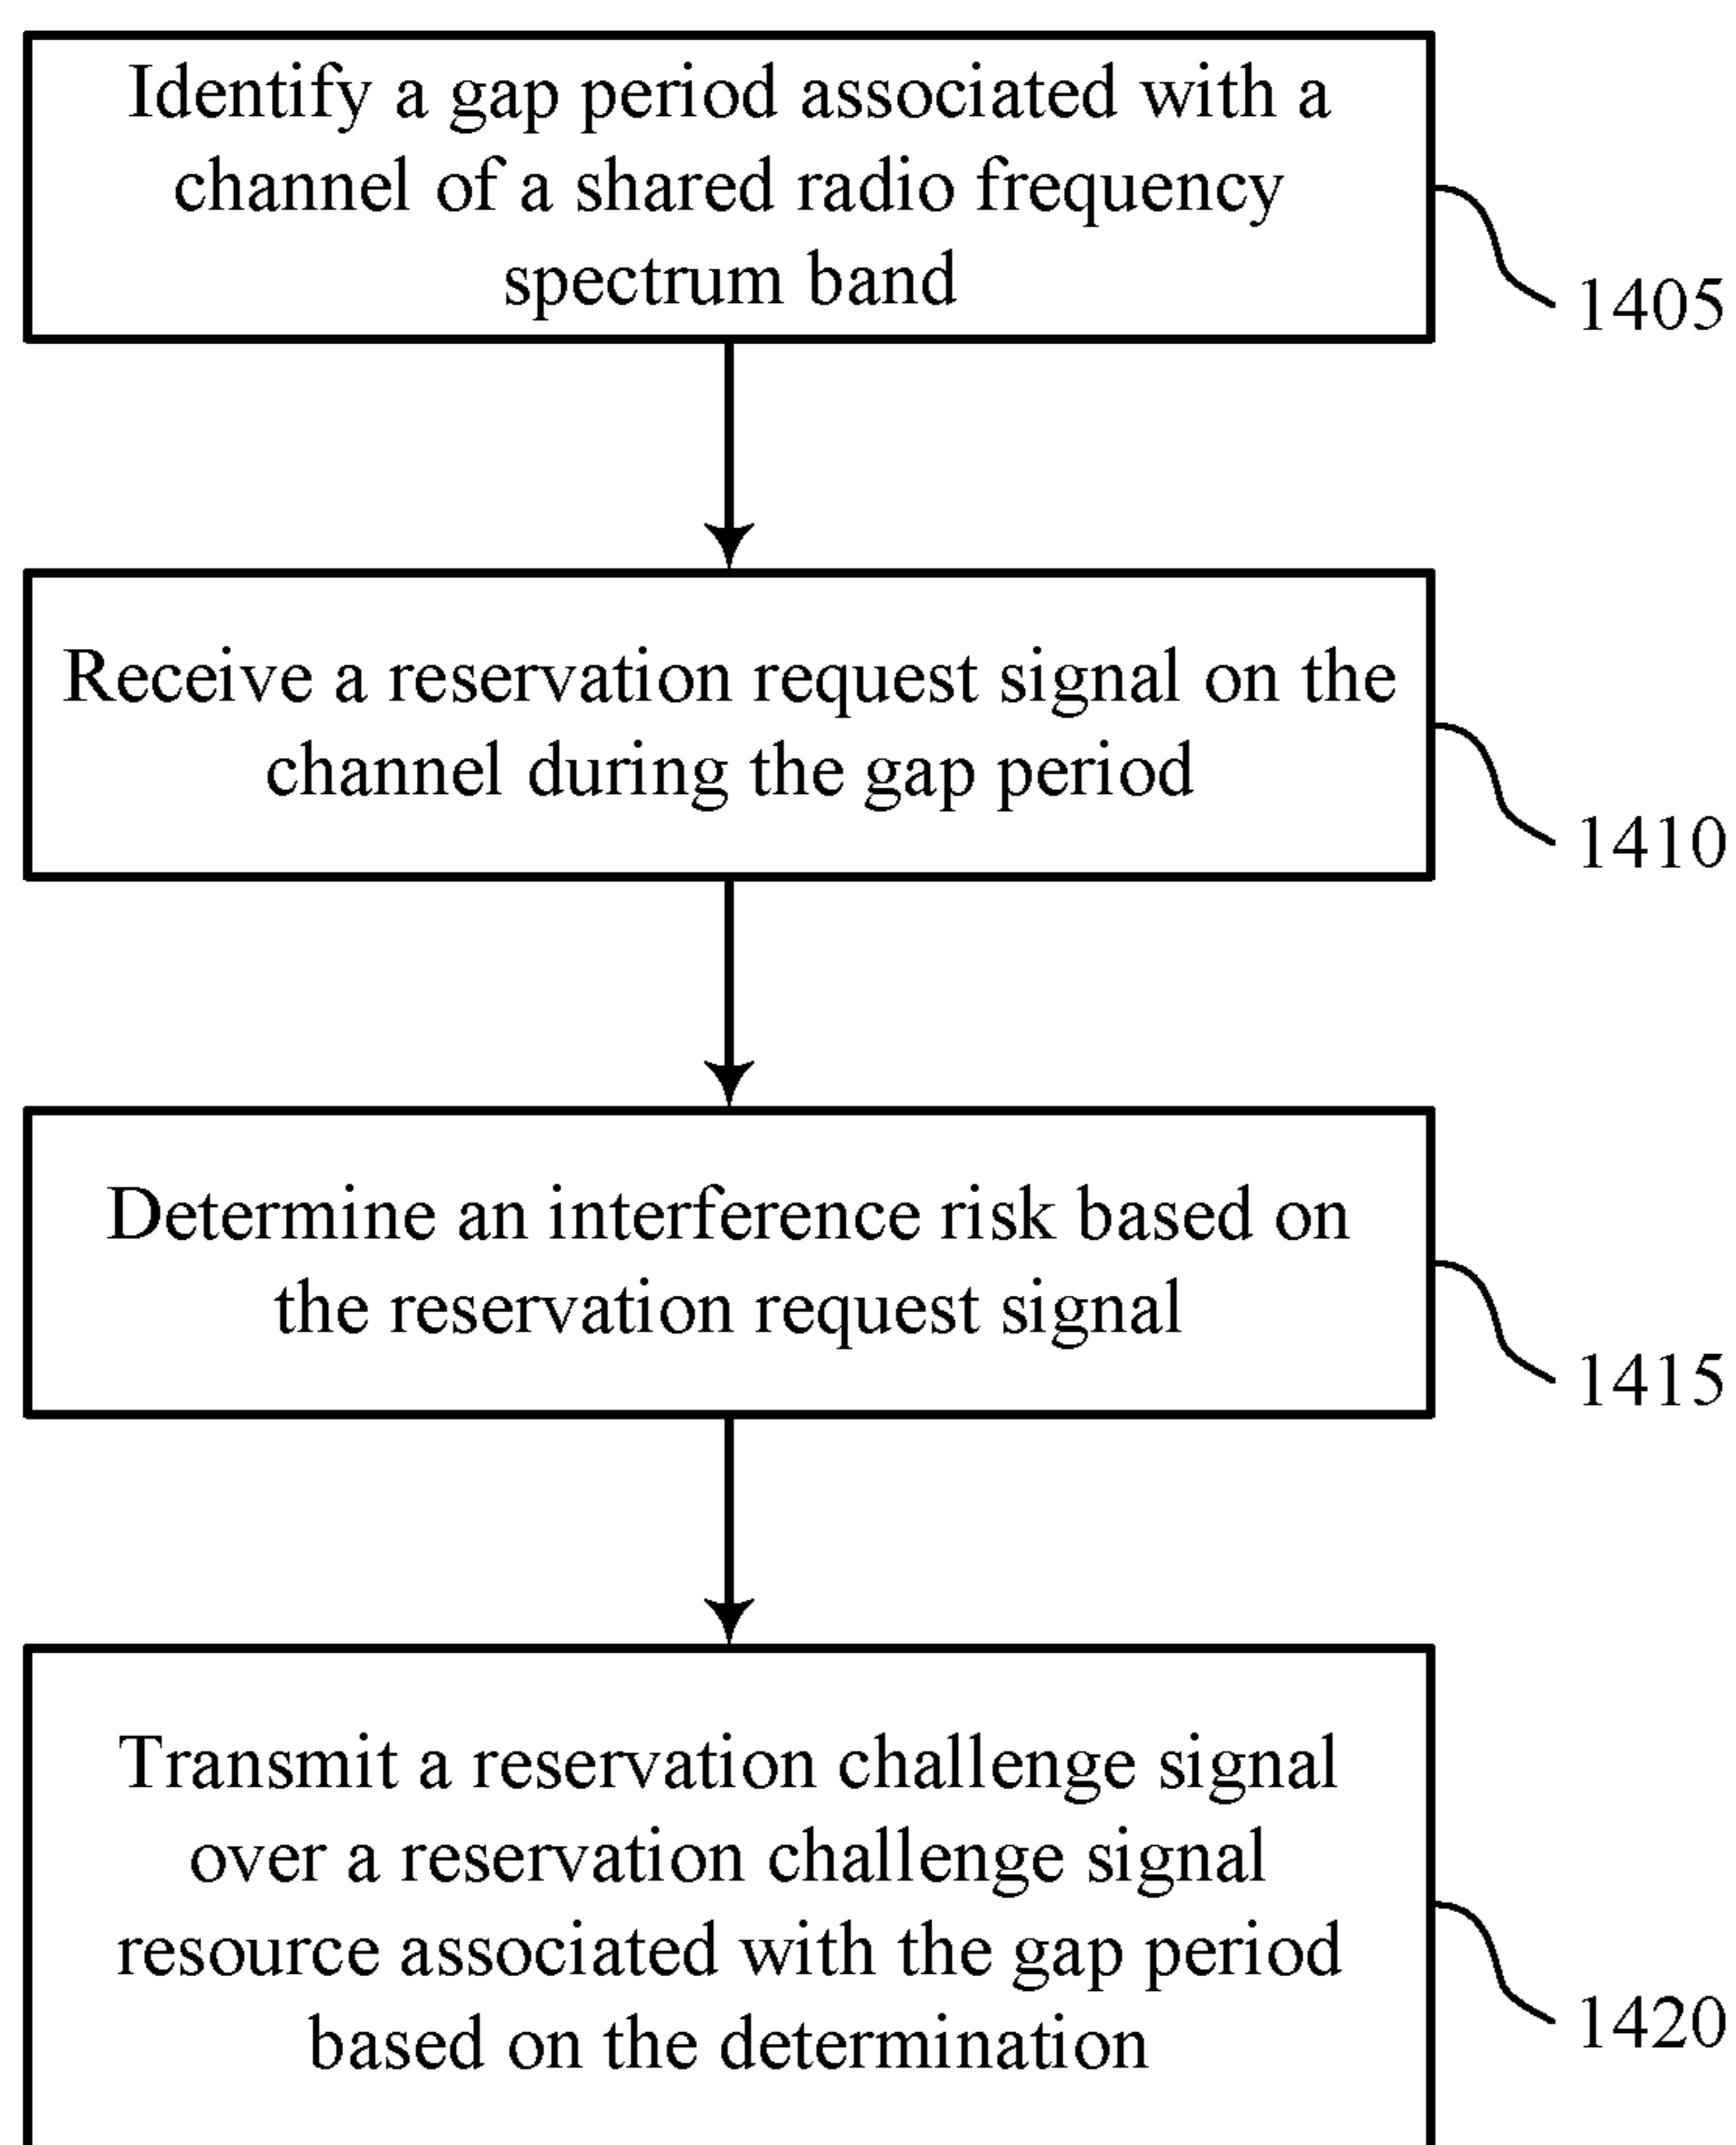 Identify a gap period associated with a
channel of a shared radio frequency
spectrum band
1405
Receive a reservation request signal on the
channel during the gap period
1410
Determine an interference risk based on
the reservation request signal
1415
Transmit a reservation challenge signal
over a reservation challenge signal
resource associated with the gap period
based on the determination
1420